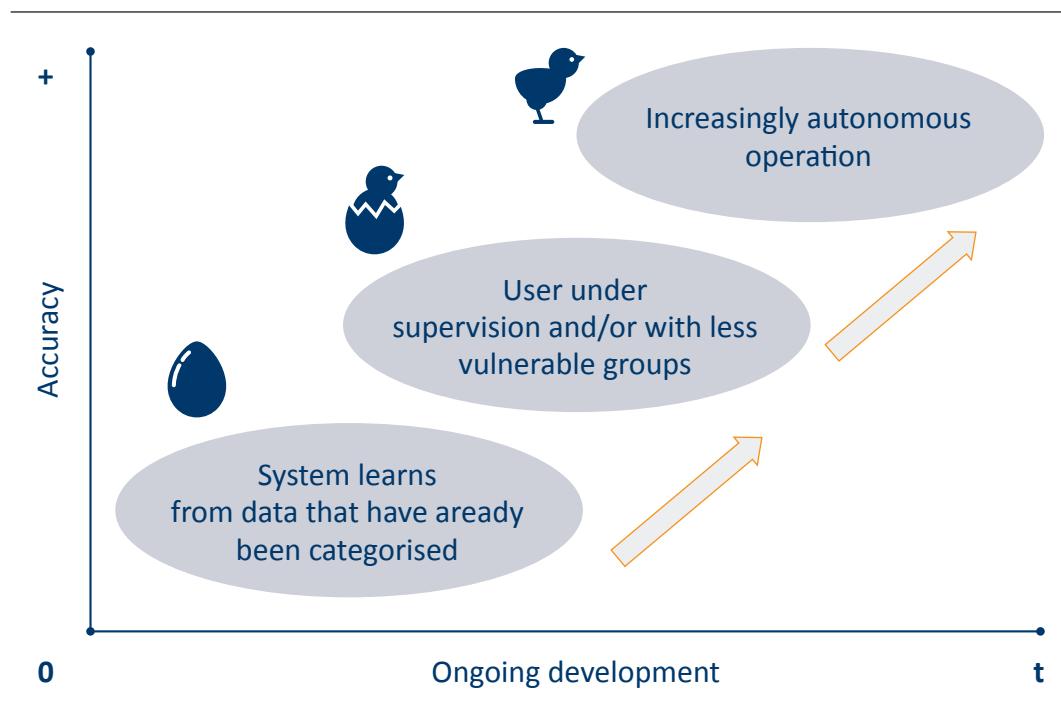 +
Increasingly autonomous
operation
User under
supervision and/or with less
vulnerable groups
Accuracy
System learns
from data that have aready
been categorised
0
Ongoing development
t